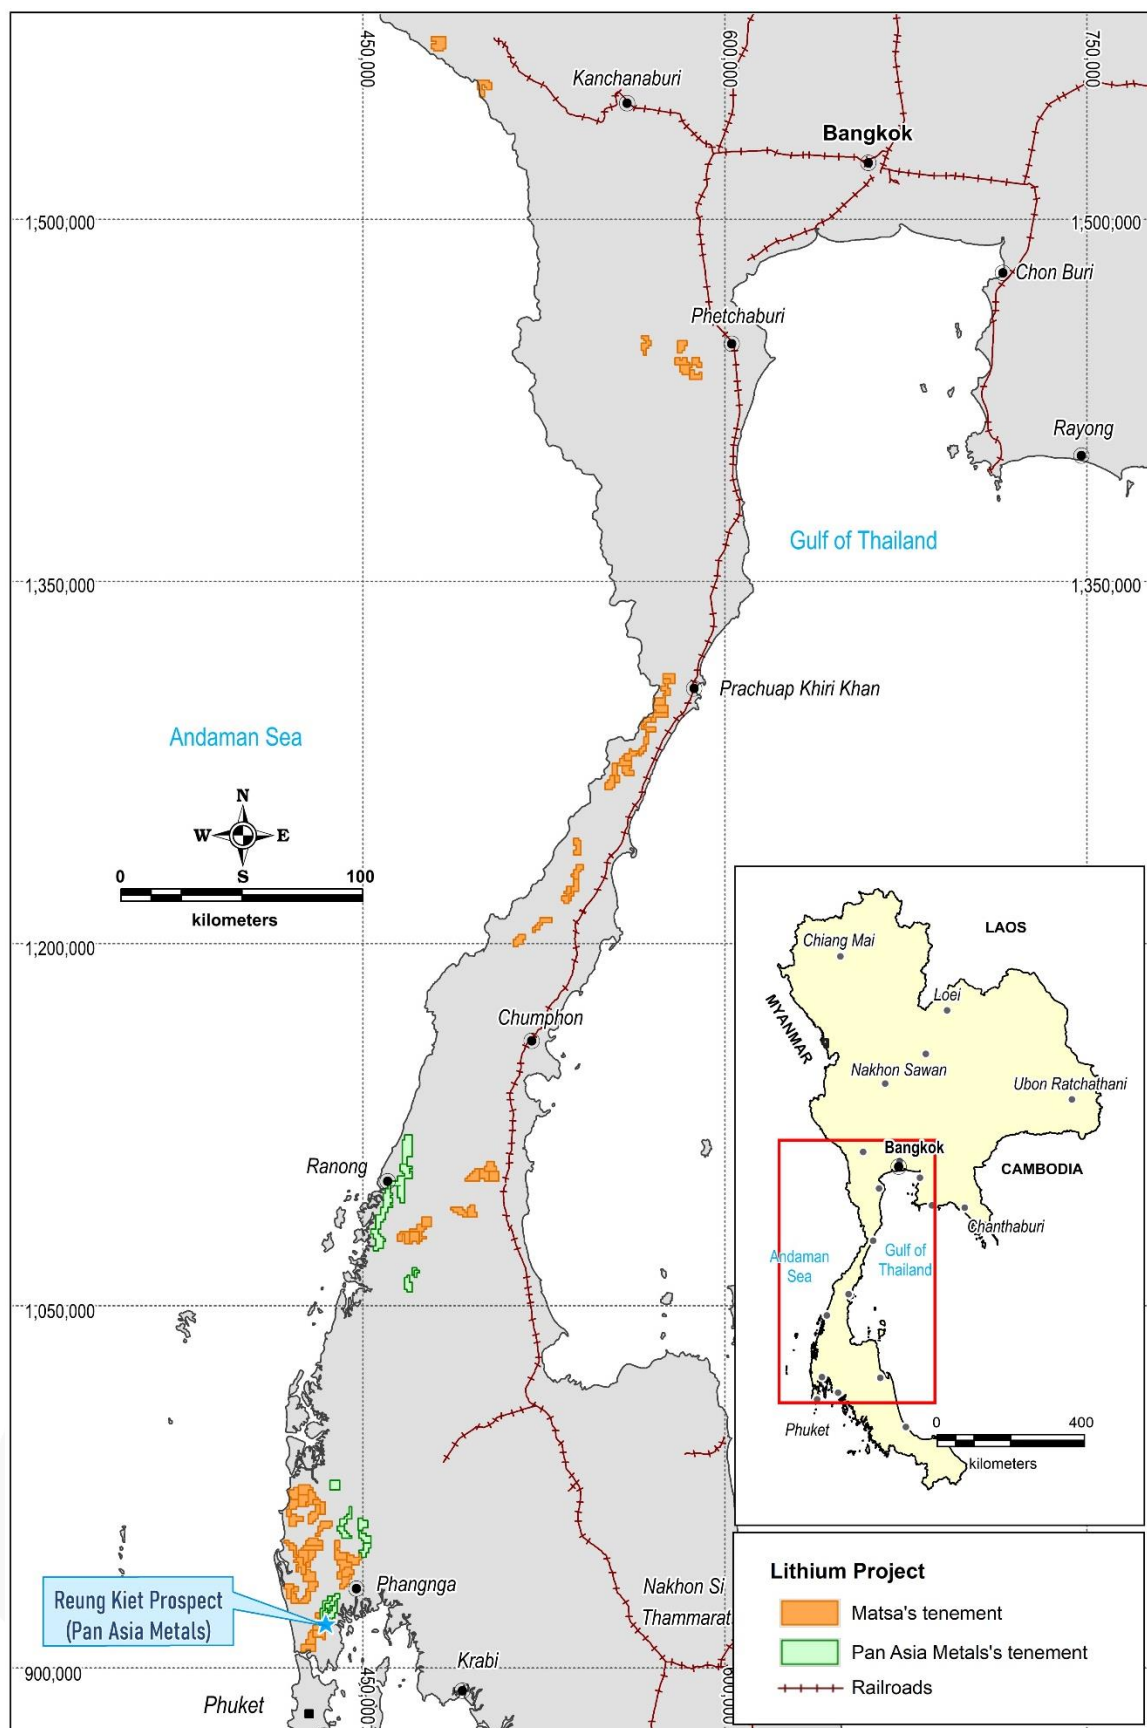 450,000
600,000
750,000
Kanchanaburi
Bangkok
1,500,000
1,500,000
Chon Buri
Phetchaburi
Rayong
Gulf of Thailand
1,350,000
1,350,000
Prachuap Khiri Khan
Andaman Sea
N
W
E
S
0
100
kilometers
1,200,000
Chumphon
Ranong
1,050,000
Phangnga
Reung Kiet Prospect
(Pan Asia Metals)
Nakhon Si
Thammarat
900,000
450,000
600,000
Krabi
Phuket
LAOS
Chiang Mai
Loei
MYANMAR
Nakhon Sawan
Ubon Ratchathani
Bangkok
CAMBODIA
Chanthaburi
Andaman
Sea
Gulf of
Thailand
Phuket
0
400
kilometers
Lithium Project
Matsa's tenement
Pan Asia Metals's tenement
Railroads